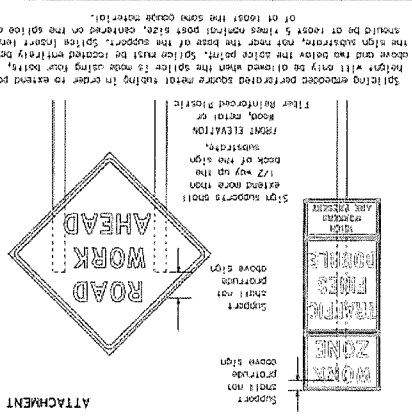 ATTACHMENT
Support
shall not
protrude
above sign
WORK
ZONE
TRAFFIC
FINES
DOUBLE
WHEN
WORKERS
ARE PRESENT
Support
shall not
protrude
above sign
ROAD
WORK
AHEAD
Sign supports shall
extend more than
1/2 way up the
back of the sign
substrate.
FRONT ELEVATION
Wood, metal or
Fiber Reinforced Plastic
Splicing embedded perforated square metal tubing in order to extend po
height will only be allowed when the splice is made using four bolts,
above and two below the splice point. Splice must be located entirely be
the sign substrate, not near the base of the support. Splice insert len
should be at least 5 times nominal post size, centered on the splice o
of at least the same gauge material.